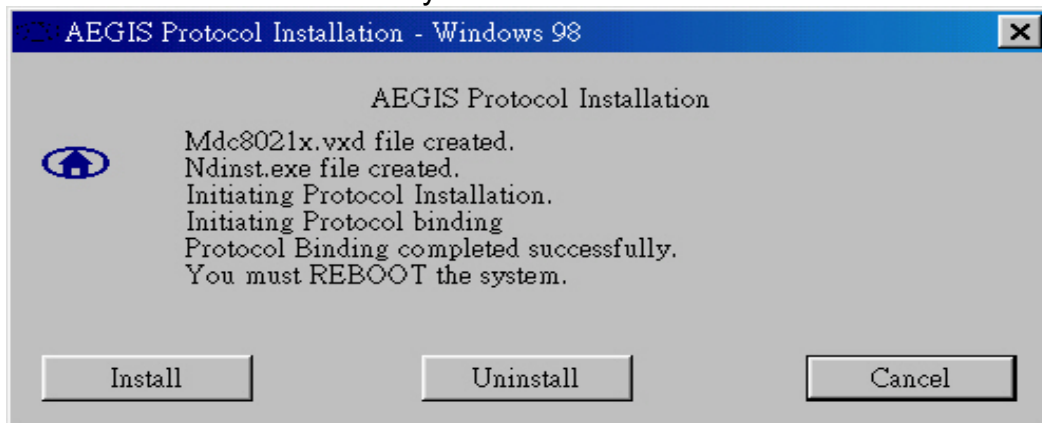 AEGIS Protocol Installation - Windows 98
AEGIS Protocol Installation
Mdc8021x.vxd file created.
Ndinst.exe file created.
Initiating Protocol Installation.
Initiating Protocol binding
Protocol Binding completed successfully.
You must REBOOT the system.
Install Uninstall Cancel